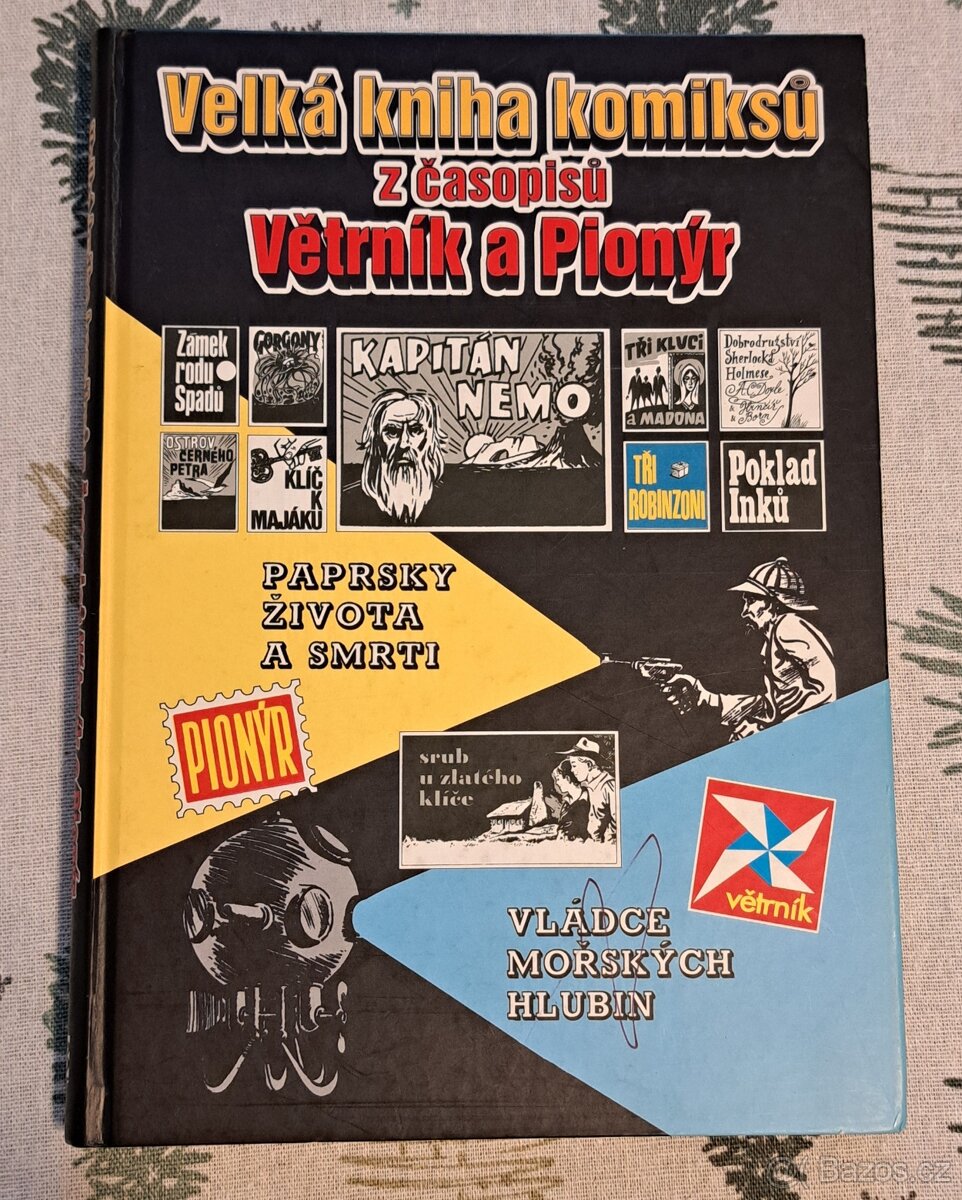 Velká kniha komiksů
z časopisů
Větrník a Pionýr
Zámek
rodu
Spadů
GORGONY
KAPITÁN
NEMO
TŘI KLUCI
a MADONA
Dobrodružství
Sherlocka
Holmese
A.C. Doyle
&
&
Born
OSTROV
ČERNÉHO
PETRA
KLÍČ
K
MAJÁKU
TŘI
ROBINZONI
Poklad
Inků
PAPRSKY
ŽIVOTA
A SMRTI
PIONÝR
srub
u zlatého
klíče
větrník
VLÁDCE
MOŘSKÝCH
HLUBIN
Bazos.cz